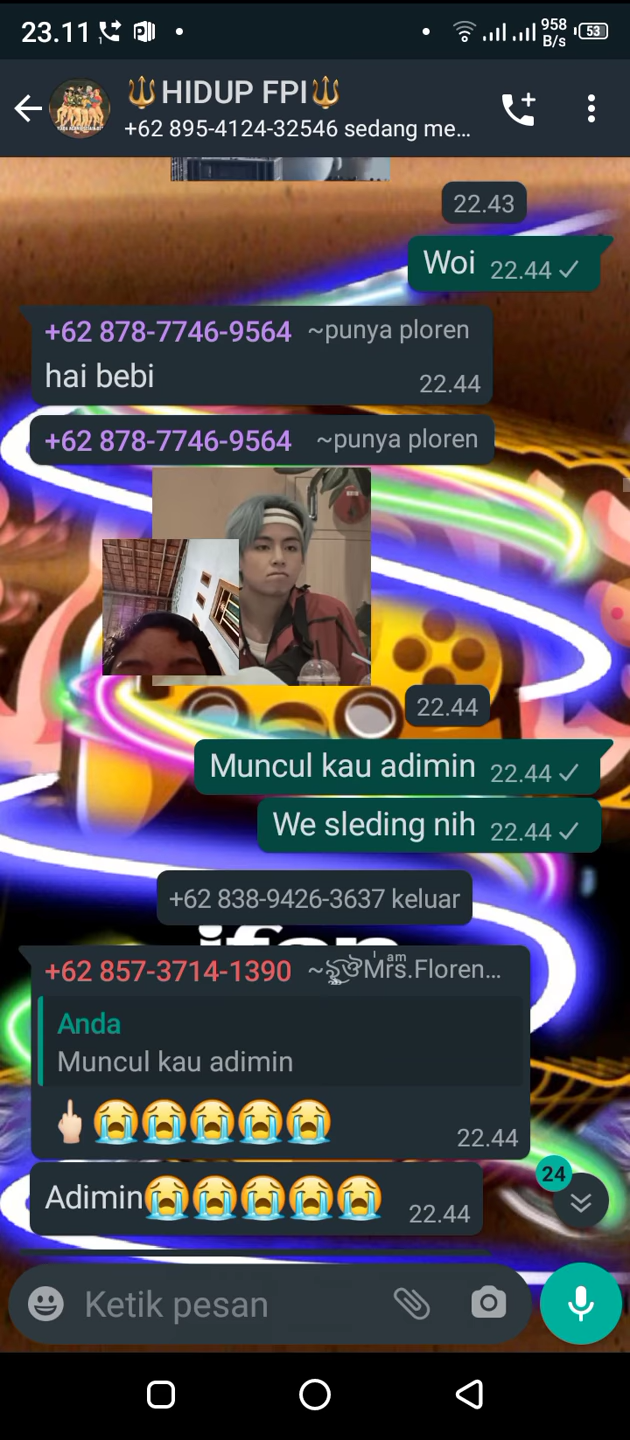 23.11
958
B/s
53
🔱HIDUP FPI🔱
+62 895-4124-32546 sedang me...
22.43
Woi 22.44
+62 878-7746-9564 ~punya ploren
hai bebi 22.44
+62 878-7746-9564 ~punya ploren
22.44
Muncul kau adimin 22.44
We sleding nih 22.44
+62 838-9426-3637 keluar
+62 857-3714-1390
Anda
Muncul kau adimin
🖕🏻😭😭😭😭😭 22.44
24
Adimin😭😭😭😭😭 22.44
Ketik pesan